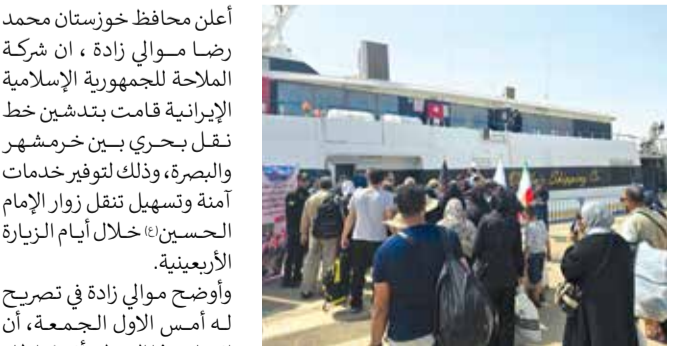 أعلن محافظ خوزستان محمد
رضا موالي زادة ، ان شركة
الملاحة للجمهورية الإسلامية
الإيرانية قامت بتدشين خط
نقل بحري بين خرمشهر
والبصرة، وذلك لتوفير خدمات
آمنة وتسهيل تنقل زوار الإمام
الحسين(ع) خلال أيام الزيارة
الأربعينية.
وأوضح موالي زادة في تصريح
له أمس الاول الجمعة، أن
Shipping Co.